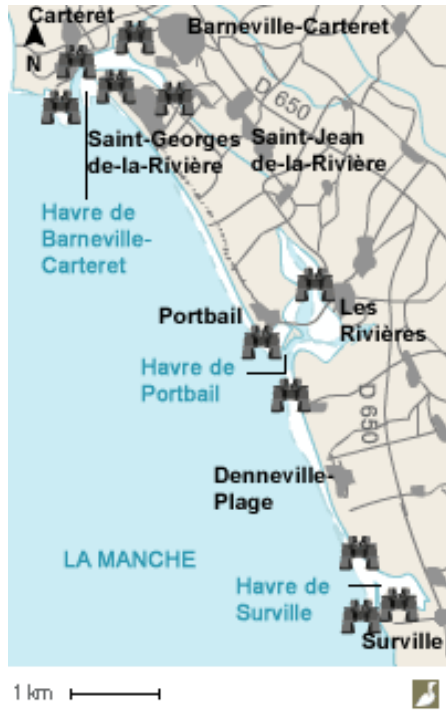 Carteret
Barneville-Carteret
N
D 650
Saint-Georges
de-la-Rivière
Saint-Jean
de-la-Rivière
Havre de
Barneville-
Carteret
Portbail
Les
Rivières
Havre de
Portbail
D 650
Denneville-
Plage
LA MANCHE
Havre de
Surville
Surville
1 km